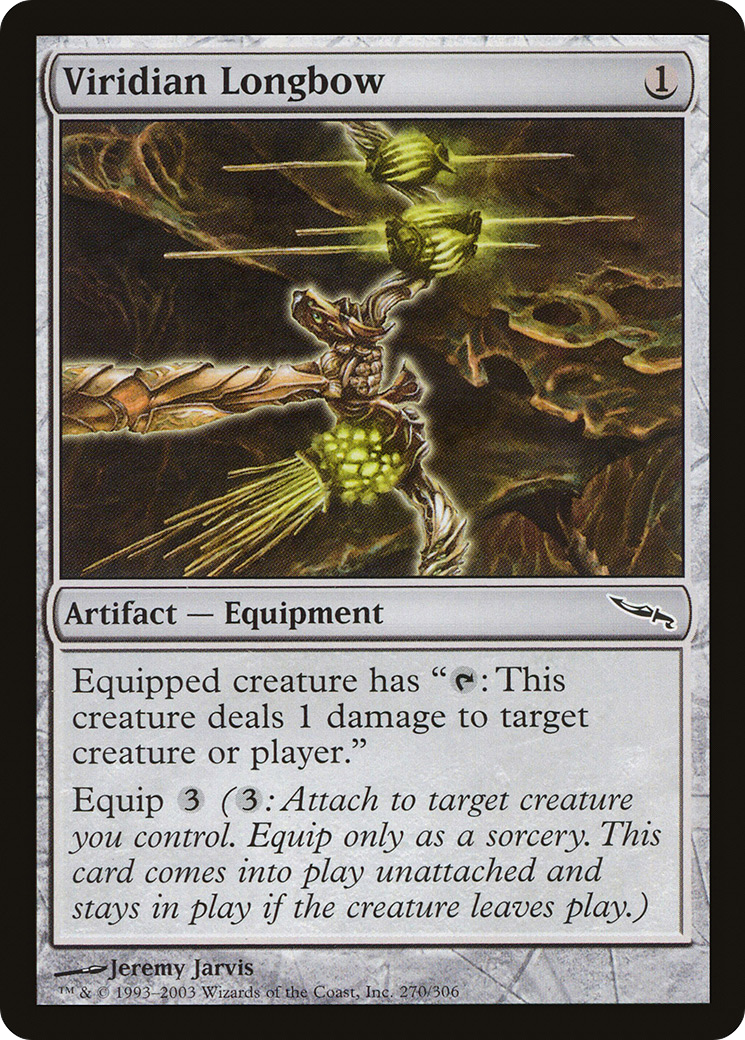 Viridian Longbow 1
Artifact — Equipment
Equipped creature has “: This
creature deals 1 damage to target
creature or player.”
Equip 3 (3: Attach to target creature
you control. Equip only as a sorcery. This
card comes into play unattached and
stays in play if the creature leaves play.)
Jeremy Jarvis
™ & © 1993–2003 Wizards of the Coast, Inc. 270/306